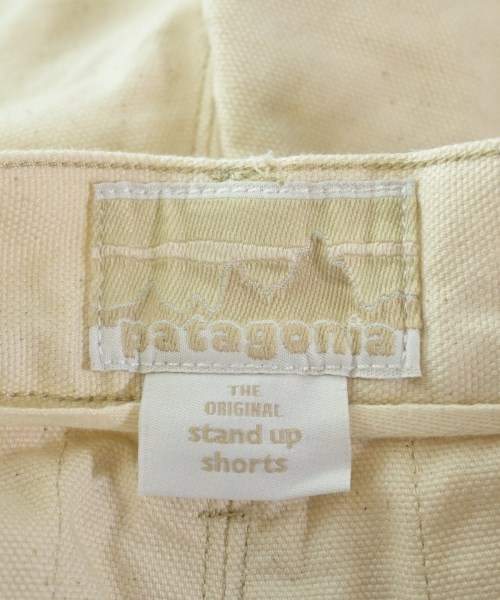 patagonia
THE
ORIGINAL
stand up
shorts